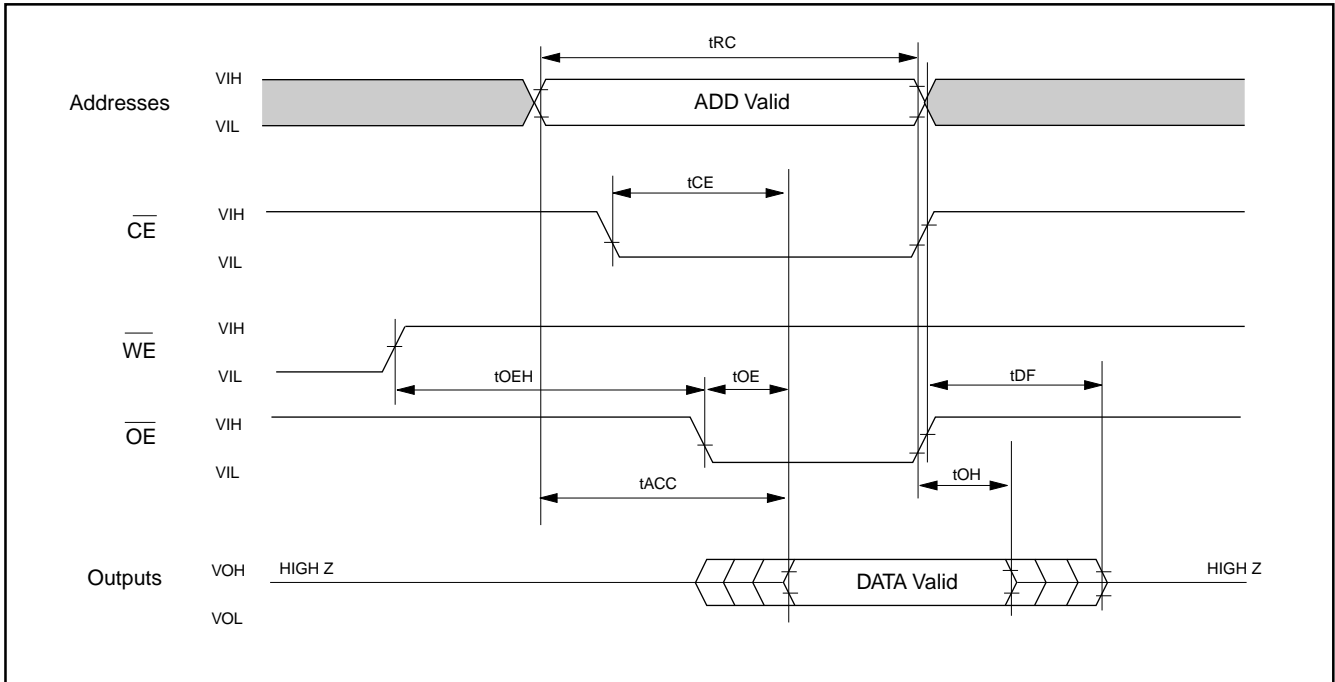 tRC
VIH
Addresses
ADD Valid
VIL
tCE
VIH
CE
VIL
VIH
WE
VIL
tOEH
tOE
tDF
VIH
OE
VIL
tACC
tOH
Outputs
VOH
HIGH Z
DATA Valid
HIGH Z
VOL